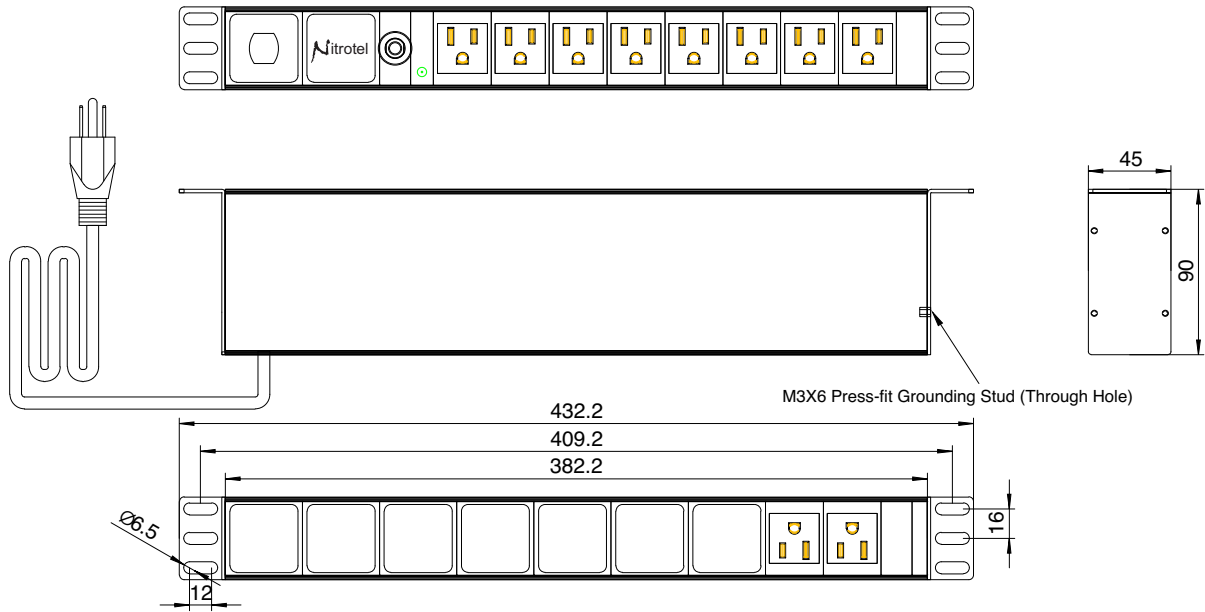 Nitrotel
45
90
M3X6 Press-fit Grounding Stud (Through Hole)
432.2
409.2
382.2
Ø6.5
12
16